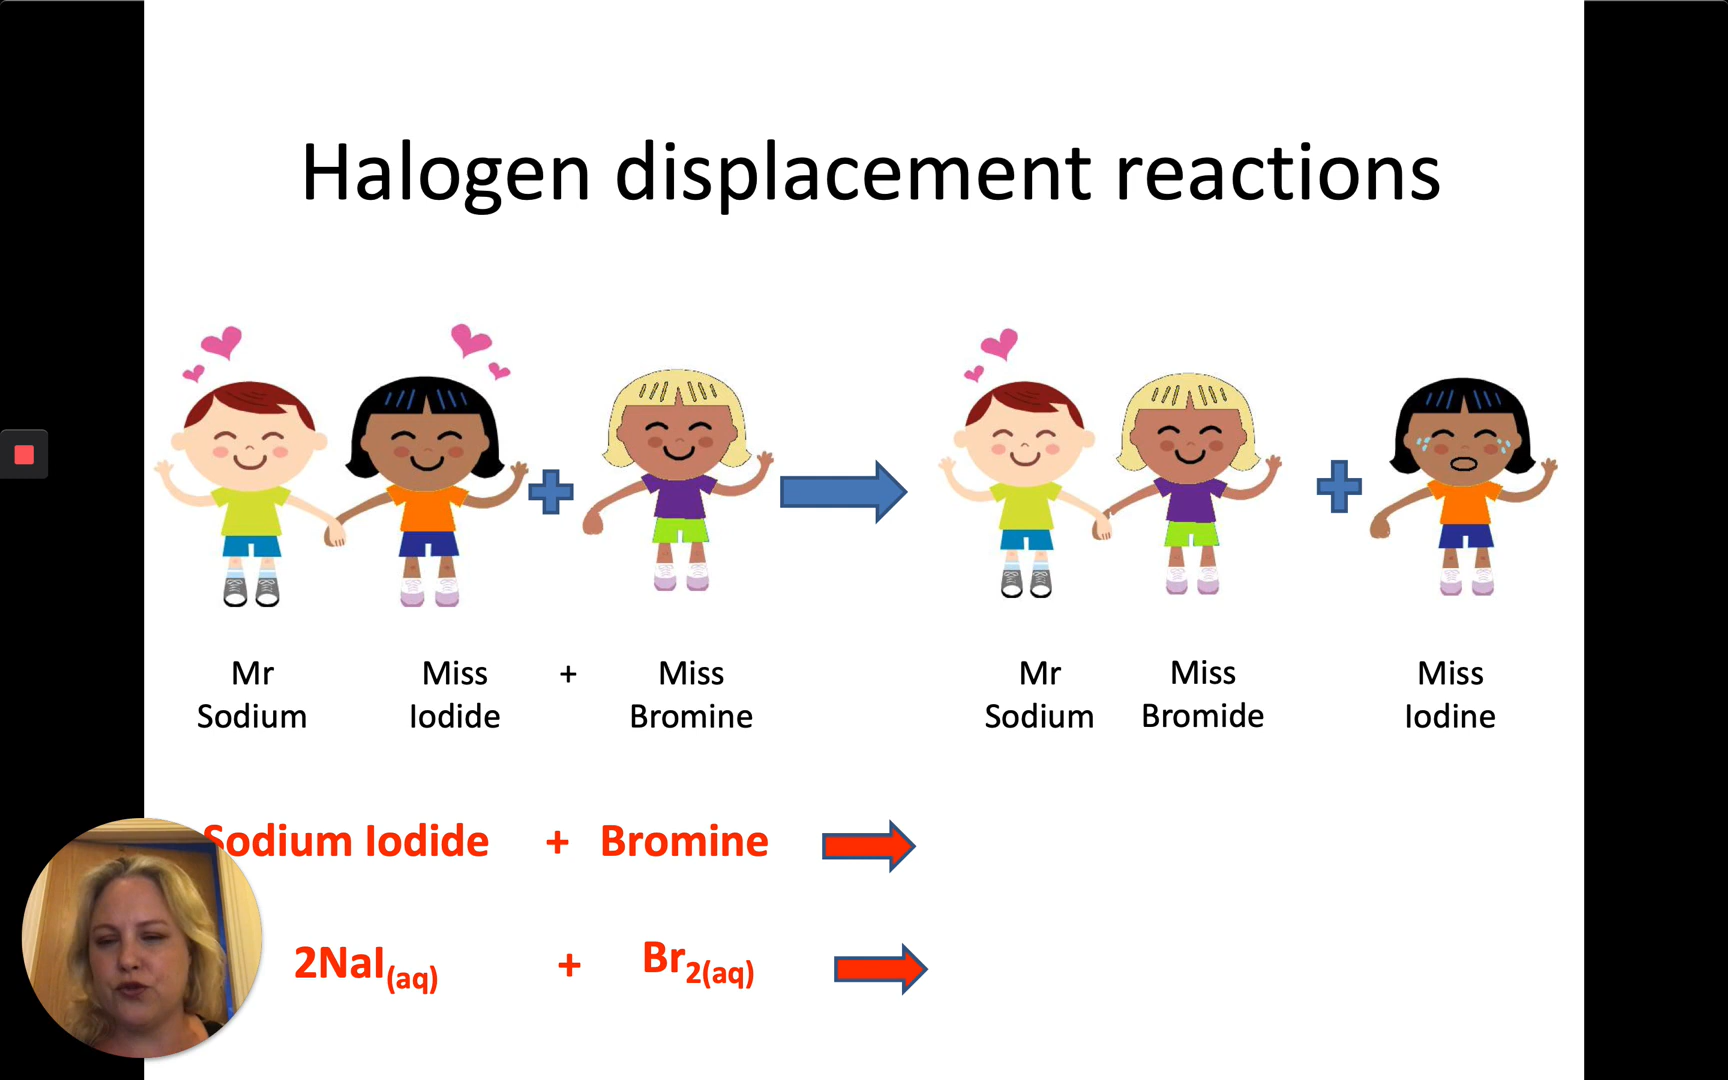 Halogen displacement reactions
Mr Miss + Miss Mr Miss Miss
Sodium Iodide Bromine Sodium Bromide Iodine
Sodium Iodide + Bromine
2NaI(aq) + Br2(aq)